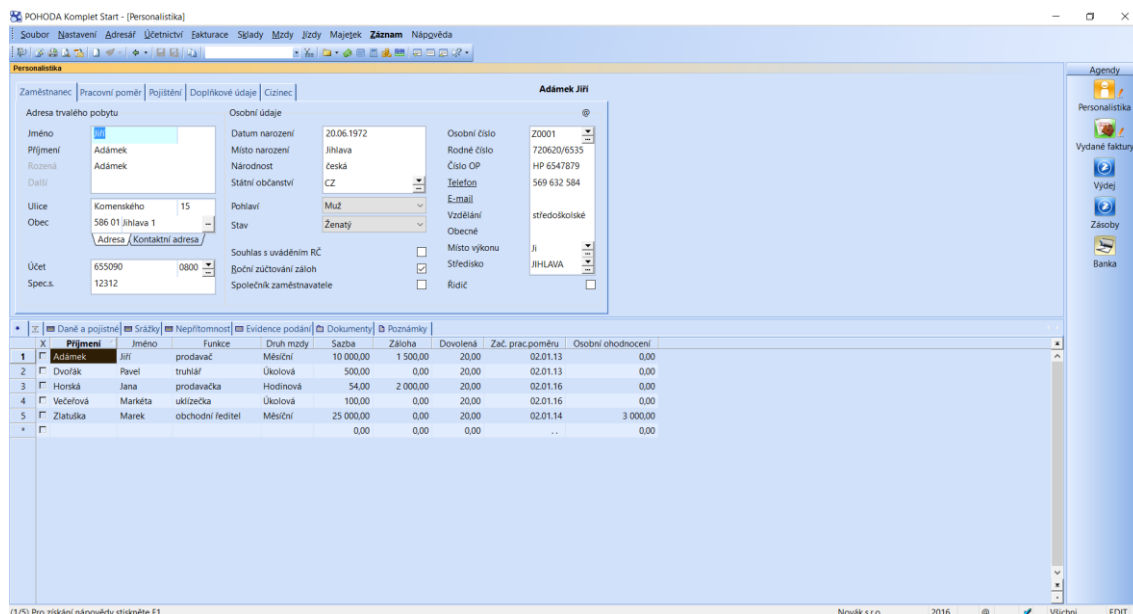 POHODA Komplet Start - [Personalistika]
Soubor Nastavení Adresář Účetnictví Fakturace Sklady Mzdy Jízdy Majetek Záznam Nápověda
Personalistika
Agendy
Zaměstnanec Pracovní poměr Pojištění Doplňkové údaje Cizinec Adámek Jiří
Adresa trvalého pobytu Osobní údaje @
Jméno Jiří Datum narození 20.06.1972 Osobní číslo Z0001
Příjmení Adámek Místo narození Jihlava Rodné číslo 720620/6535
Rozená Adámek Národnost česká Číslo OP HP 6547879
Další Státní občanství CZ Telefon 569 632 584
E-mail
Ulice Komenského 15 Pohlaví Muž Vzdělání středoškolské
Obec 586 01 Jihlava 1 Stav Ženatý Obecné
Adresa Kontaktní adresa
Souhlas s uváděním RČ Místo výkonu Ji
Účet 655090 0800 Roční zúčtování záloh Středisko JIHLAVA
Spec.s. 12312 Společník zaměstnavatele Řidič
Personalistika
Vydané faktury
Výdej
Zásoby
Banka
Daně a pojistné Srážky Nepřítomnost Evidence podání Dokumenty Poznámky
X Příjmení Jméno Funkce Druh mzdy Sazba Záloha Dovolená Zač. prac.poměru Osobní ohodnocení
1 Adámek Jiří prodavač Měsíční 10 000,00 1 500,00 20,00 02.01.13 0,00
2 Dvořák Pavel truhlář Úkolová 500,00 0,00 20,00 02.01.13 0,00
3 Horská Jana prodavačka Hodinová 54,00 2 000,00 20,00 02.01.16 0,00
4 Večeřová Markéta uklízečka Úkolová 100,00 0,00 20,00 02.01.16 0,00
5 Zlatuška Marek obchodní ředitel Měsíční 25 000,00 0,00 20,00 02.01.14 3 000,00
* 0,00 0,00 0,00 . . 0,00
(1/5) Pro získání nápovědy stiskněte F1. Novák s.r.o. 2016 @ Všichni EDIT